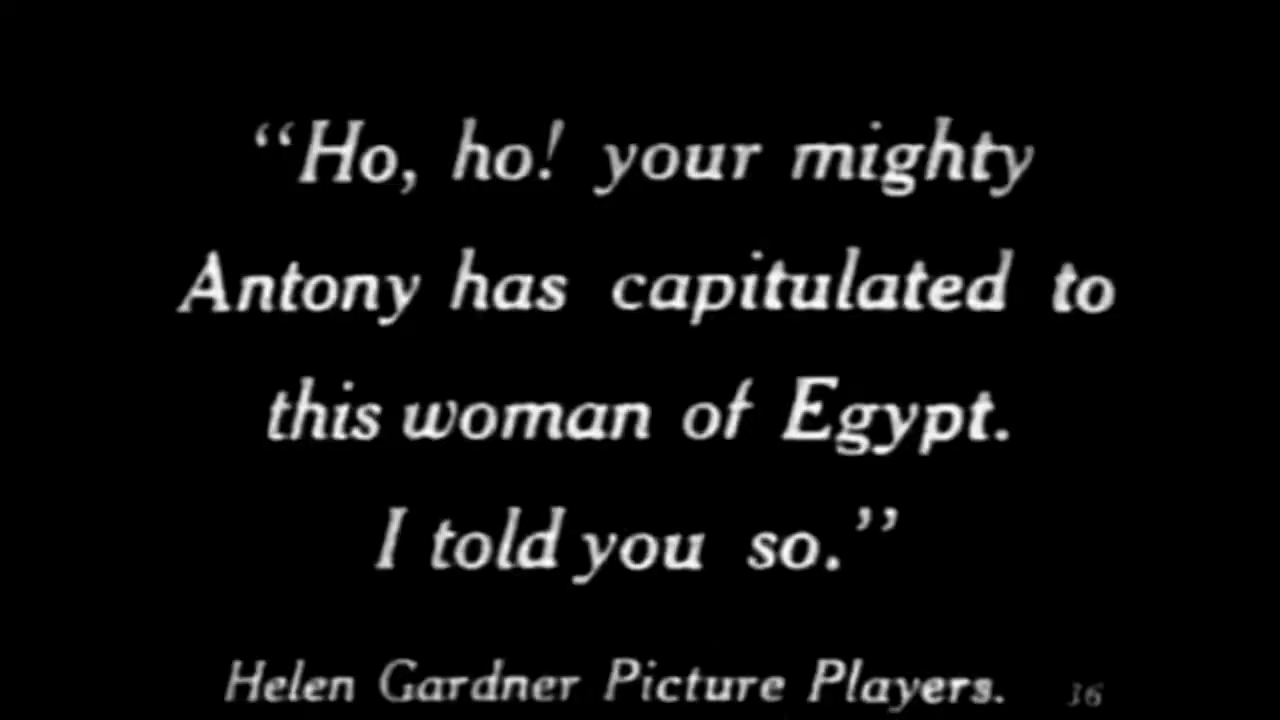 “Ho, ho! your mighty
Antony has capitulated to
this woman of Egypt.
I told you so.”
Helen Gardner Picture Players. 36